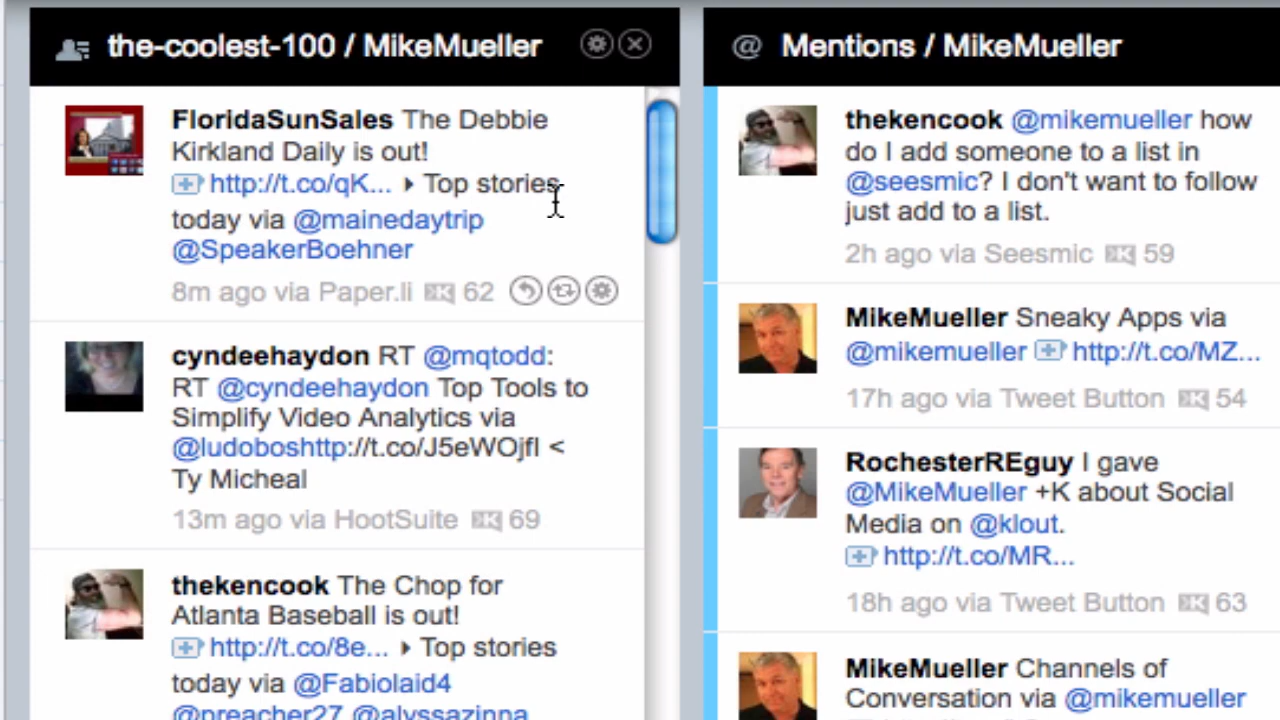 the-coolest-100 / MikeMueller
FloridaSunSales The Debbie
Kirkland Daily is out!
http://t.co/qK... Top stories
today via @mainedaytrip
@SpeakerBoehner
8m ago via Paper.li 62
cyndeehaydon RT @mqtodd:
RT @cyndeehaydon Top Tools to
Simplify Video Analytics via
@ludoboshttp://t.co/J5eWOjfI <
Ty Micheal
13m ago via HootSuite 69
thekencook The Chop for
Atlanta Baseball is out!
http://t.co/8e... Top stories
today via @Fabiolaid4
@preacher27 @alyssazinna
@ Mentions / MikeMueller
thekencook @mikemueller how
do I add someone to a list in
@seesmic? I don't want to follow
just add to a list.
2h ago via Seesmic 59
MikeMueller Sneaky Apps via
@mikemueller http://t.co/MZ...
17h ago via Tweet Button 54
RochesterREguy I gave
@MikeMueller +K about Social
Media on @klout.
http://t.co/MR...
18h ago via Tweet Button 63
MikeMueller Channels of
Conversation via @mikemueller